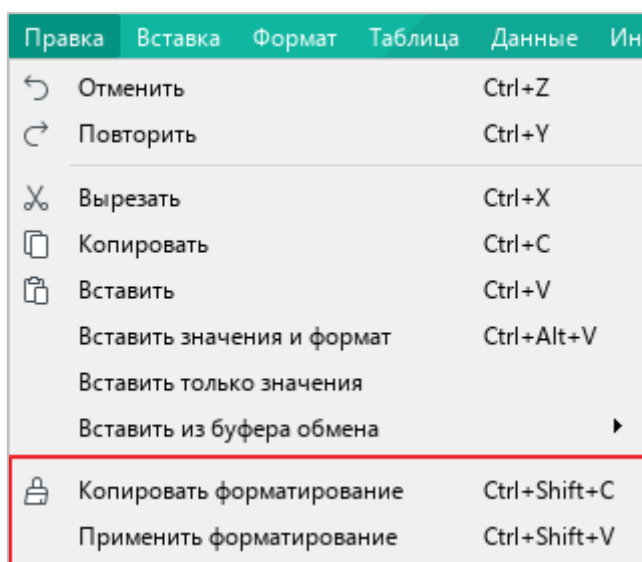 Правка Вставка Формат Таблица Данные Ин
Отменить Ctrl+Z
Повторить Ctrl+Y
Вырезать Ctrl+X
Копировать Ctrl+C
Вставить Ctrl+V
Вставить значения и формат Ctrl+Alt+V
Вставить только значения
Вставить из буфера обмена
Копировать форматирование Ctrl+Shift+C
Применить форматирование Ctrl+Shift+V